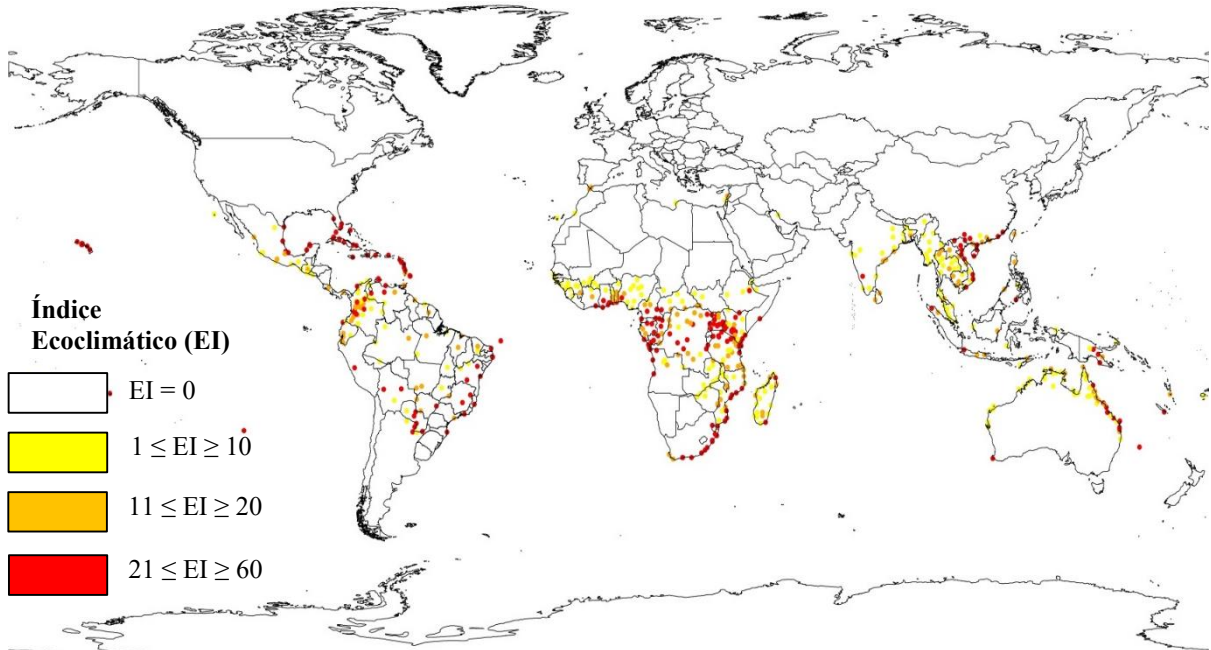 Índice
Ecoclimático (EI)
EI = 0
1 ≤ EI ≥ 10
11 ≤ EI ≥ 20
21 ≤ EI ≥ 60